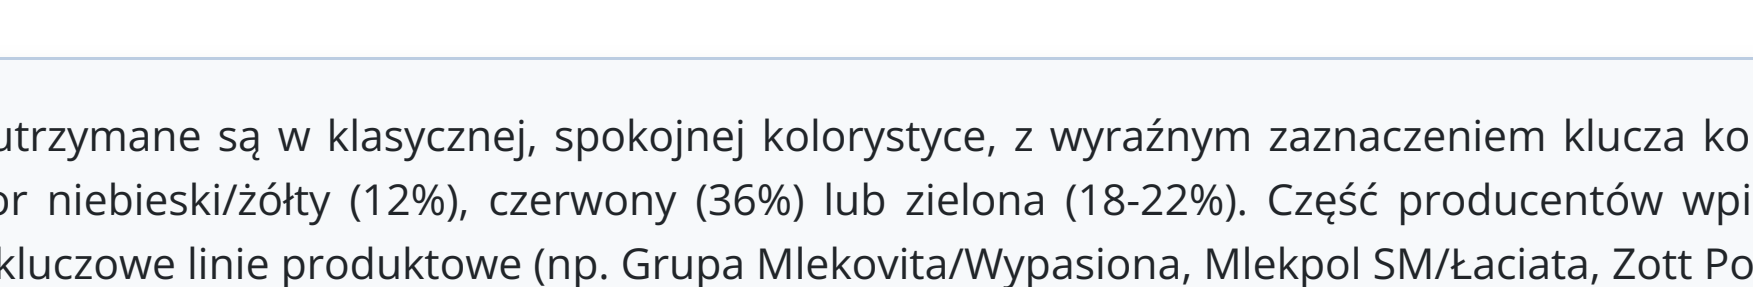 utrzymane są w klasycznej, spokojnej kolorystyce, z wyraźnym zaznaczeniem klucza ko
or niebieski/żółty (12%), czerwony (36%) lub zielona (18-22%). Część producentów wpi
kluczowe linie produktowe (np. Grupa Mlekovita/Wypasiona, Mlekpol SM/Łaciata, Zott Po